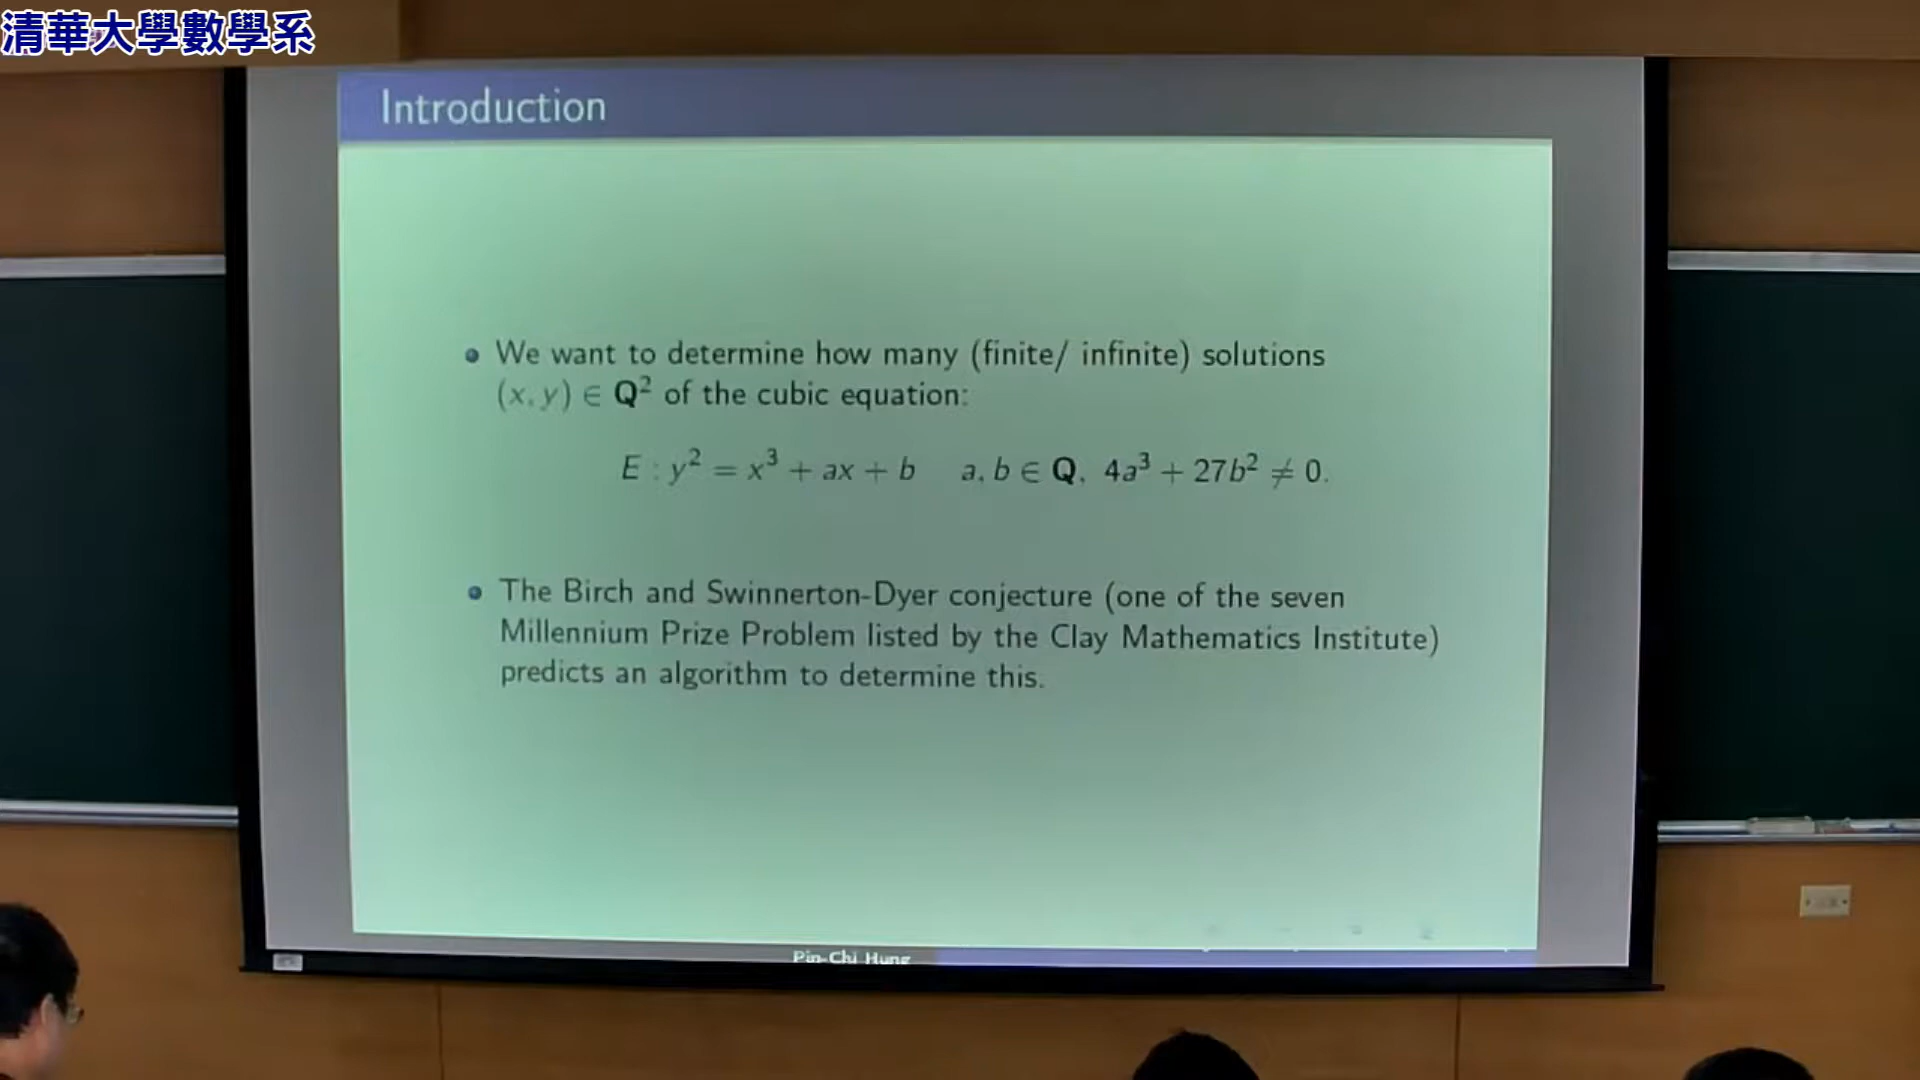 清華大學數學系
Introduction
We want to determine how many (finite/ infinite) solutions
(x, y) ∈ Q² of the cubic equation:
E : y² = x³ + ax + b a, b ∈ Q, 4a³ + 27b² ≠ 0.
The Birch and Swinnerton-Dyer conjecture (one of the seven
Millennium Prize Problem listed by the Clay Mathematics Institute)
predicts an algorithm to determine this.
Pin-Chi Hung